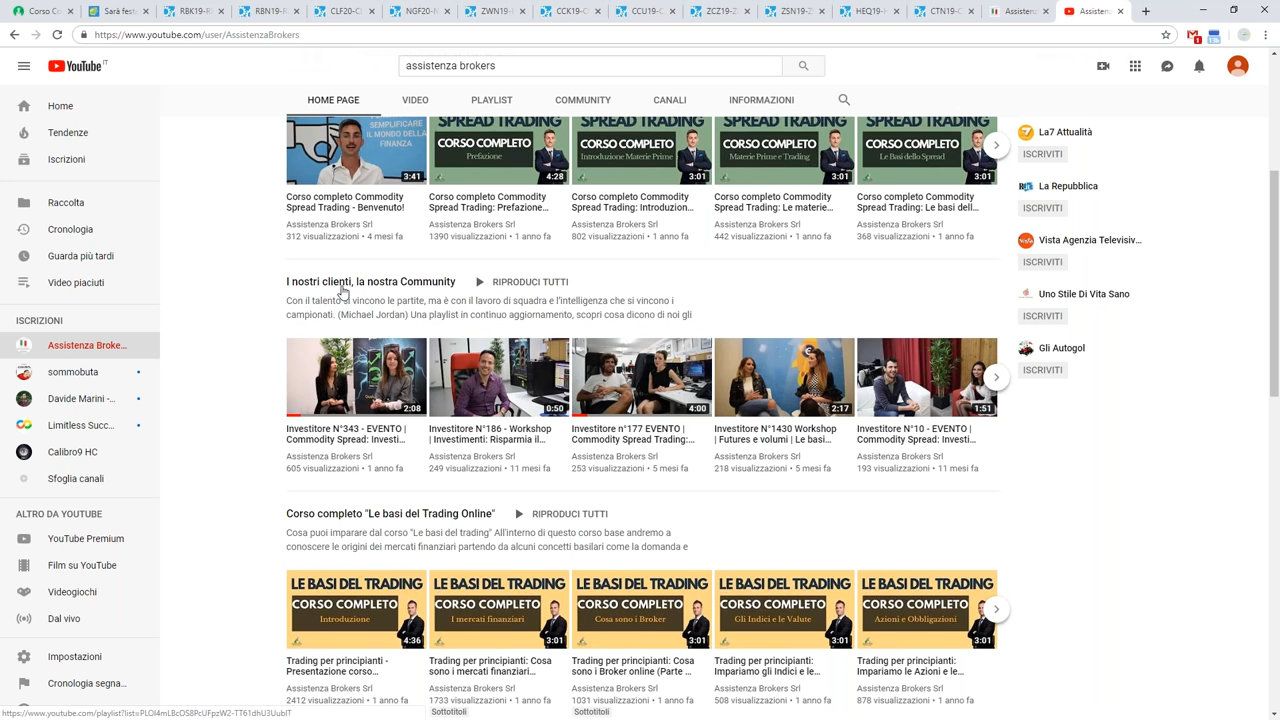 Corso Co
Sarà festa
RBK19-R
RBN19-R
CLF20-C
NGF20-N
ZWN19-V
CCK19-C
CCU19-C
ZCZ19-Z
ZSN19-Z
HEQ19-H
CTN19-C
Assistenz
Assistenz
https://www.youtube.com/user/AssistenzaBrokers
YouTube IT
assistenza brokers
HOME PAGE VIDEO PLAYLIST COMMUNITY CANALI INFORMAZIONI
Home
Tendenze
Iscrizioni
Raccolta
Cronologia
Guarda più tardi
Video piaciuti
ISCRIZIONI
Assistenza Broke...
sommobuta
Davide Marini -...
Limitless Succ...
Calibro9 HC
Sfoglia canali
ALTRO DA YOUTUBE
YouTube Premium
Film su YouTube
Videogiochi
Dal vivo
Impostazioni
Cronologia segna...
SEMPLIFICARE
IL MONDO DELLA
FINANZA
3:41
SPREAD TRADING
CORSO COMPLETO
Prefazione
4:28
SPREAD TRADING
CORSO COMPLETO
Introduzione Materie Prime
3:01
SPREAD TRADING
CORSO COMPLETO
Materie Prime e Trading
3:01
SPREAD TRADING
CORSO COMPLETO
Le Basi dello Spread
3:01
Corso completo Commodity
Spread Trading - Benvenuto!
Assistenza Brokers Srl
312 visualizzazioni • 4 mesi fa
Corso completo Commodity
Spread Trading: Prefazione...
Assistenza Brokers Srl
1390 visualizzazioni • 1 anno fa
Corso completo Commodity
Spread Trading: Introduzion...
Assistenza Brokers Srl
802 visualizzazioni • 1 anno fa
Corso completo Commodity
Spread Trading: Le materie...
Assistenza Brokers Srl
442 visualizzazioni • 1 anno fa
Corso completo Commodity
Spread Trading: Le basi dell...
Assistenza Brokers Srl
368 visualizzazioni • 1 anno fa
I nostri clienti, la nostra Community RIPRODUCI TUTTI
Con il talento si vincono le partite, ma è con il lavoro di squadra e l'intelligenza che si vincono i
campionati. (Michael Jordan) Una playlist in continuo aggiornamento, scopri cosa dicono di noi gli
2:08
0:50
4:00
2:17
1:51
Investitore N°343 - EVENTO |
Commodity Spread: Investi...
Assistenza Brokers Srl
605 visualizzazioni • 1 anno fa
Investitore N°186 - Workshop
| Investimenti: Risparmia il...
Assistenza Brokers Srl
249 visualizzazioni • 11 mesi fa
Investitore n°177 EVENTO |
Commodity Spread Trading:...
Assistenza Brokers Srl
253 visualizzazioni • 5 mesi fa
Investitore N°1430 Workshop
| Futures e volumi | Le basi...
Assistenza Brokers Srl
218 visualizzazioni • 5 mesi fa
Investitore N°10 - EVENTO |
Commodity Spread: Investi...
Assistenza Brokers Srl
193 visualizzazioni • 11 mesi fa
Corso completo "Le basi del Trading Online" RIPRODUCI TUTTI
Cosa puoi imparare dal corso "Le basi del trading" All'interno di questo corso base andremo a
conoscere le origini dei mercati finanziari partendo da alcuni concetti basilari come la domanda e
LE BASI DEL TRADING
CORSO COMPLETO
Introduzione
4:36
LE BASI DEL TRADING
CORSO COMPLETO
I mercati finanziari
3:01
LE BASI DEL TRADING
CORSO COMPLETO
Cosa sono i Broker
3:01
LE BASI DEL TRADING
CORSO COMPLETO
Gli Indici e le Valute
3:01
LE BASI DEL TRADING
CORSO COMPLETO
Azioni e Obbligazioni
3:01
Trading per principianti -
Presentazione corso...
Assistenza Brokers Srl
2412 visualizzazioni • 1 anno fa
Trading per principianti: Cosa
sono i mercati finanziari...
Assistenza Brokers Srl
1733 visualizzazioni • 1 anno fa
Sottotitoli
Trading per principianti: Cosa
sono i Broker online (Parte ...
Assistenza Brokers Srl
1031 visualizzazioni • 1 anno fa
Sottotitoli
Trading per principianti:
Impariamo gli Indici e le...
Assistenza Brokers Srl
508 visualizzazioni • 1 anno fa
Trading per principianti:
Impariamo le Azioni e le...
Assistenza Brokers Srl
878 visualizzazioni • 1 anno fa
La7 Attualità
ISCRIVITI
La Repubblica
ISCRIVITI
Vista Agenzia Televisiv...
ISCRIVITI
Uno Stile Di Vita Sano
ISCRIVITI
Gli Autogol
ISCRIVITI